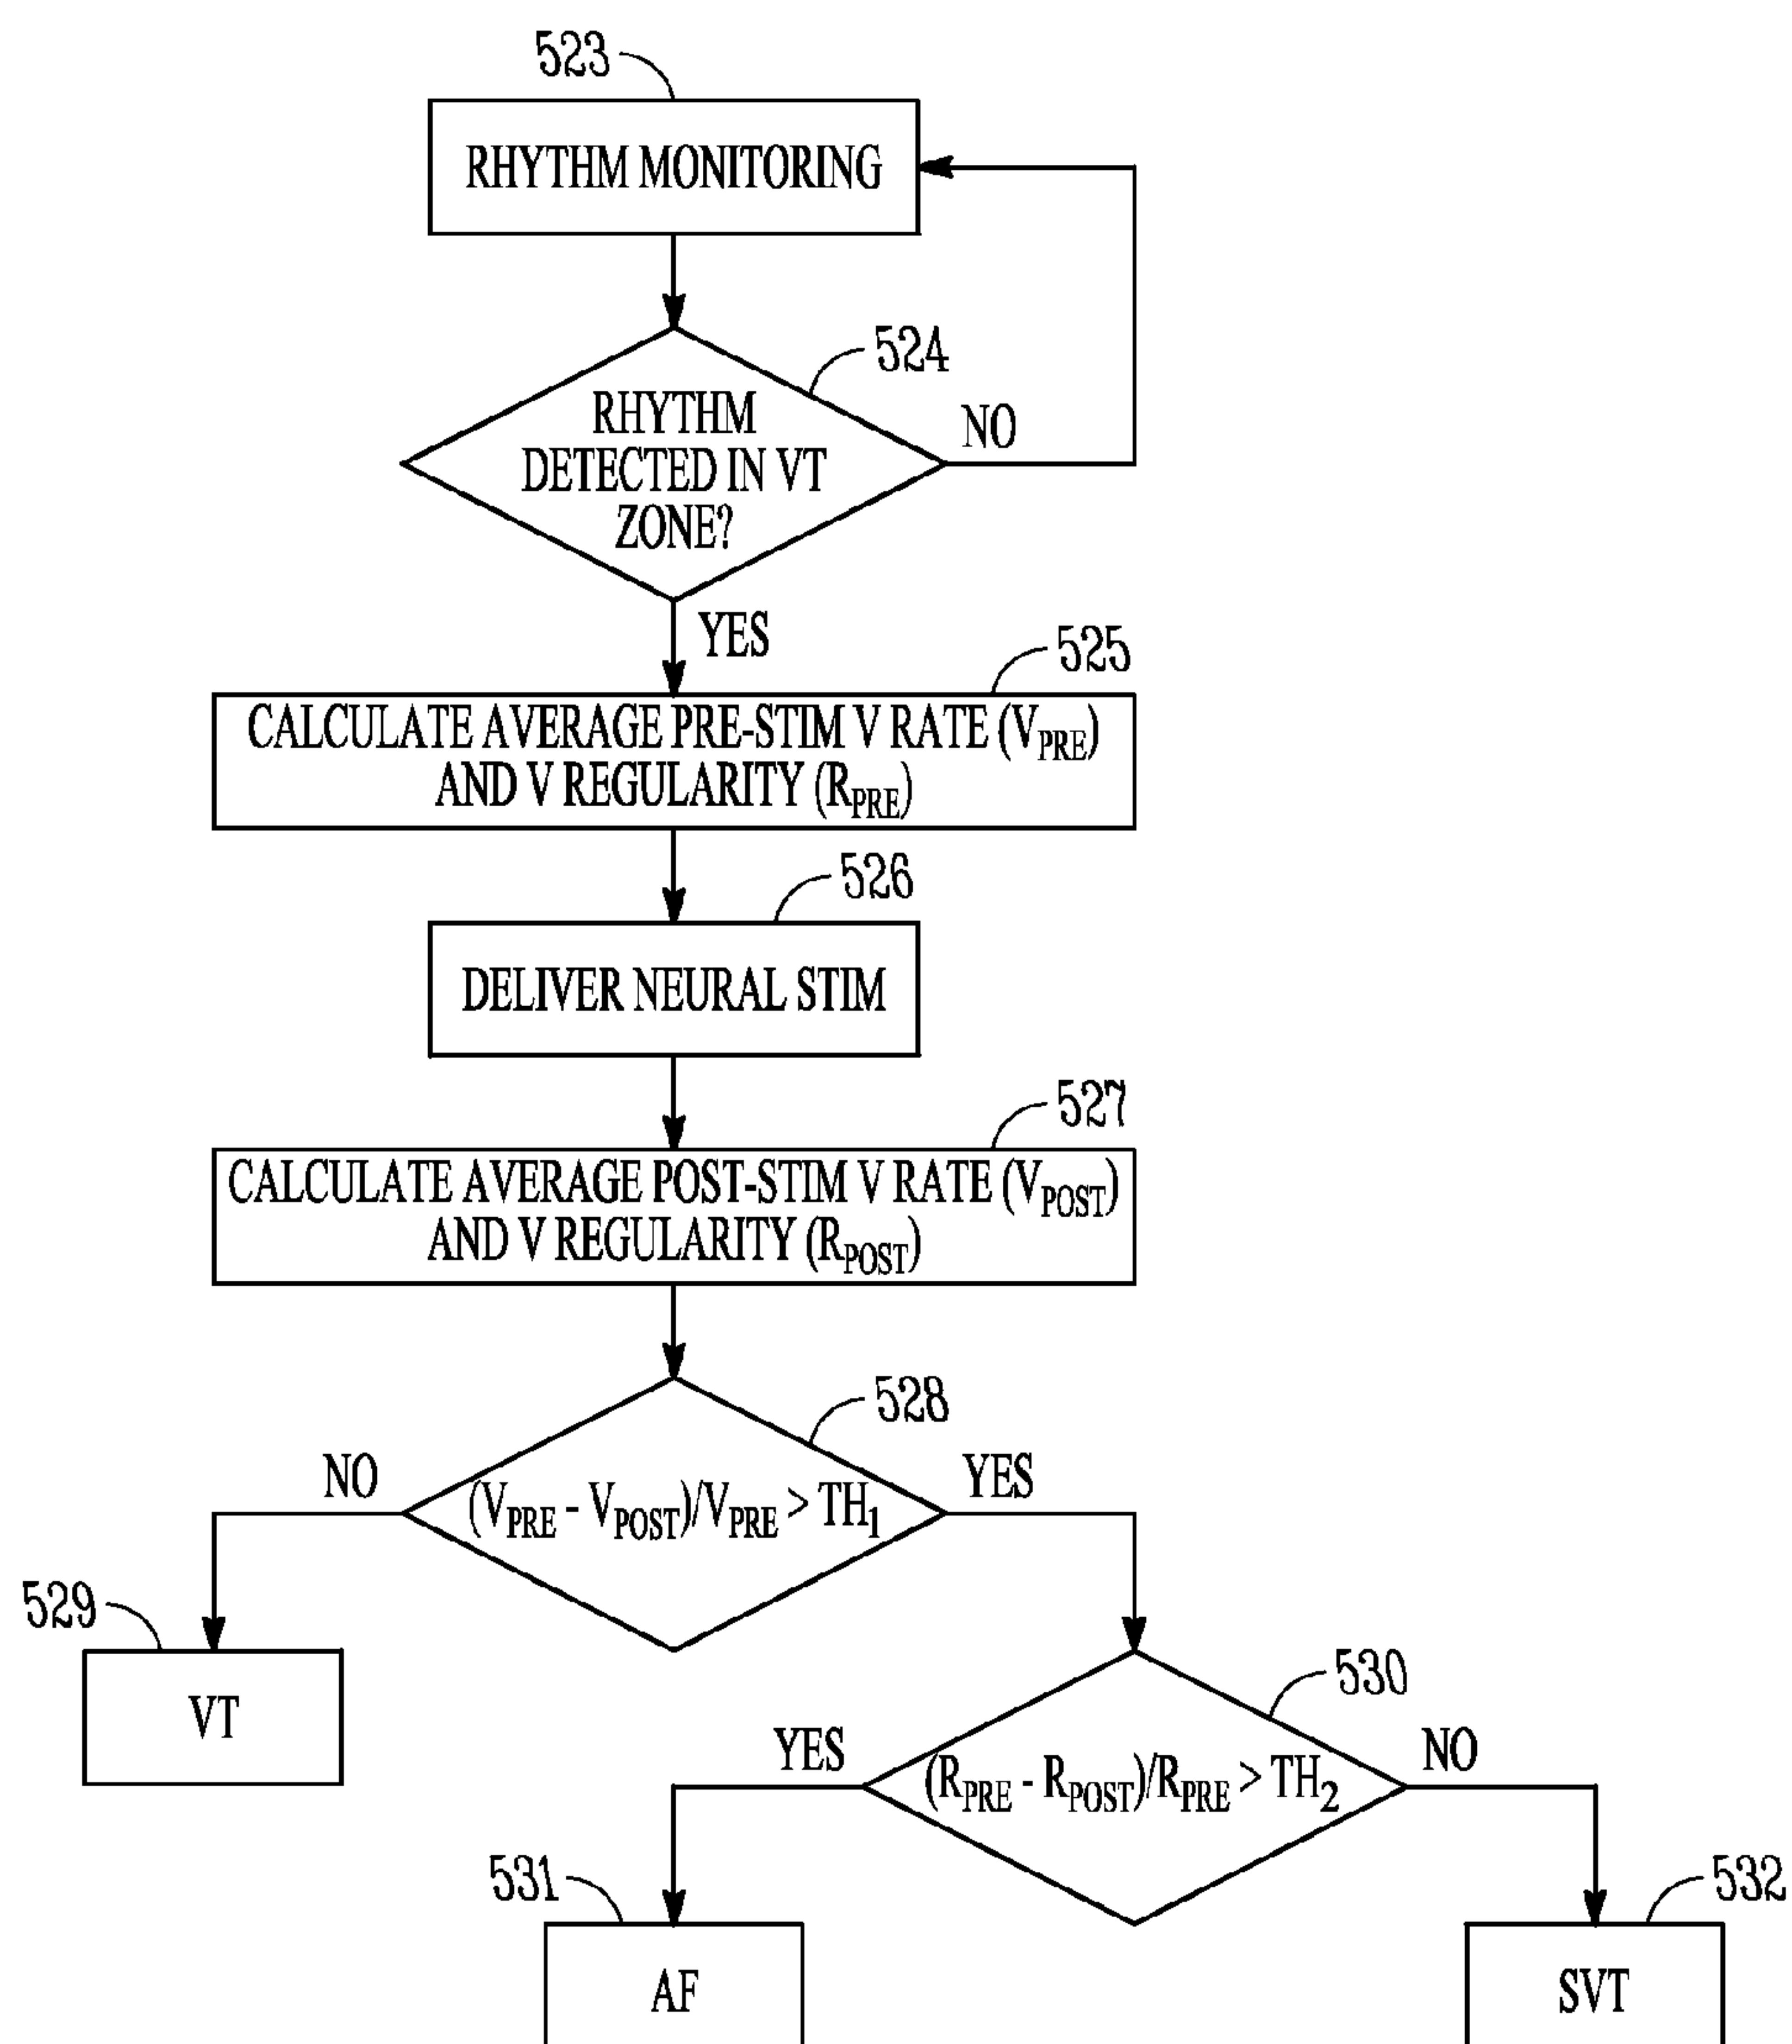 523
RHYTHM MONITORING
524
RHYTHM
DETECTED IN VT
ZONE?
NO
YES
525
CALCULATE AVERAGE PRE-STIM V RATE (VPRE)
AND V REGULARITY (RPRE)
526
DELIVER NEURAL STIM
527
CALCULATE AVERAGE POST-STIM V RATE (VPOST)
AND V REGULARITY (RPOST)
528
NO
(VPRE - VPOST)/VPRE > TH1
YES
529
VT
530
YES
(RPRE - RPOST)/RPRE > TH2
NO
531
AF
532
SVT